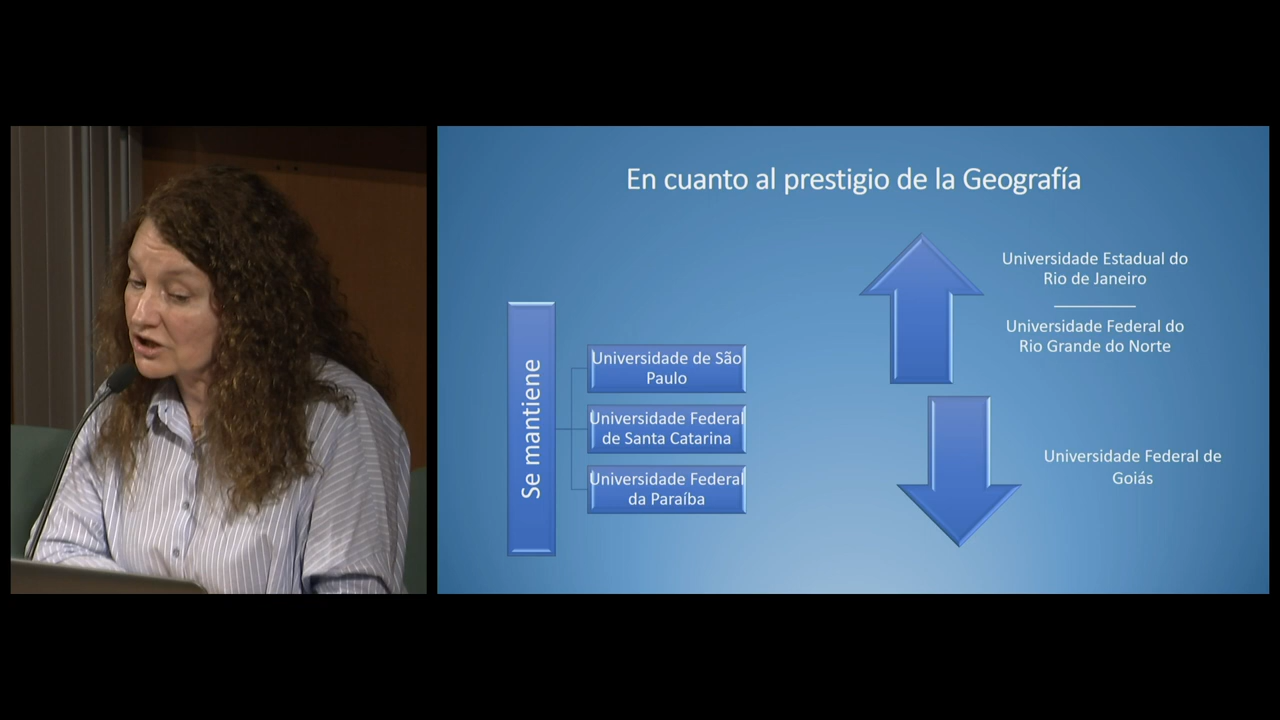 En cuanto al prestigio de la Geografía
Se mantiene
Universidade de São
Paulo
Universidade Federal
de Santa Catarina
Universidade Federal
da Paraíba
Universidade Estadual do
Rio de Janeiro
Universidade Federal do
Rio Grande do Norte
Universidade Federal de
Goiás